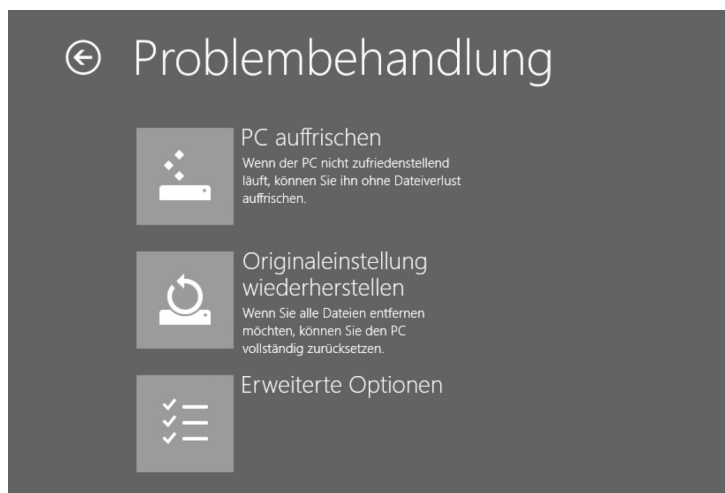 Problembehandlung
PC auffrischen
Wenn der PC nicht zufriedenstellend
läuft, können Sie ihn ohne Dateiverlust
auffrischen.
Originaleinstellung
wiederherstellen
Wenn Sie alle Dateien entfernen
möchten, können Sie den PC
vollständig zurücksetzen.
Erweiterte Optionen